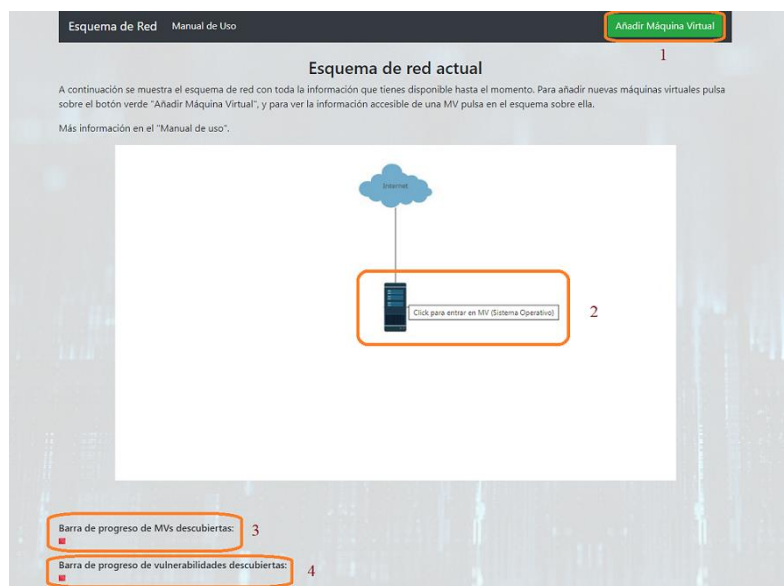 Esquema de Red Manual de Uso Añadir Máquina Virtual
1
Esquema de red actual
A continuación se muestra el esquema de red con toda la información que tienes disponible hasta el momento. Para añadir nuevas máquinas virtuales pulsa
sobre el botón verde "Añadir Máquina Virtual", y para ver la información accesible de una MV pulsa en el esquema sobre ella.
Más información en el "Manual de uso".
Internet
Click para entrar en MV (Sistema Operativo)
2
Barra de progreso de MVs descubiertas:
3
Barra de progreso de vulnerabilidades descubiertas:
4